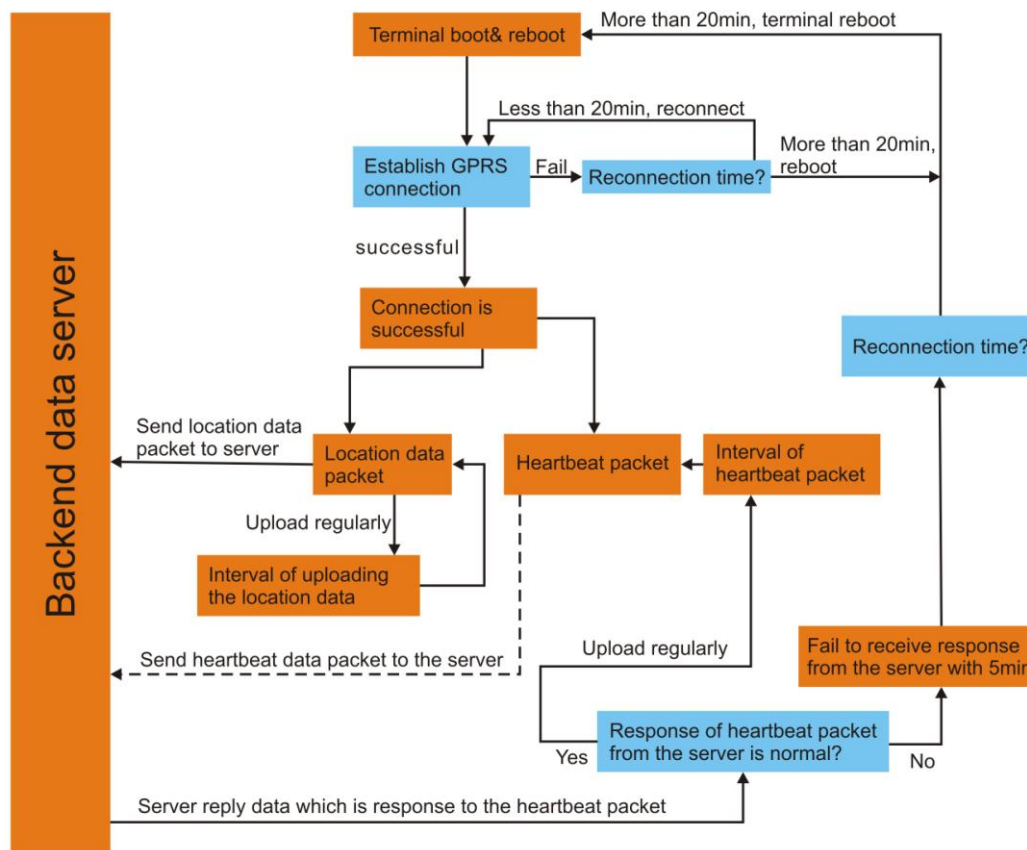 Backend data server
More than 20min, terminal reboot
Terminal boot& reboot
Less than 20min, reconnect
More than 20min,
reboot
Establish GPRS
connection
Fail
Reconnection time?
successful
Connection is
successful
Reconnection time?
Send location data
packet to server
Location data
packet
Heartbeat packet
Interval of
heartbeat packet
Upload regularly
Interval of uploading
the location data
Send heartbeat data packet to the server
Upload regularly
Fail to receive response
from the server with 5min
Response of heartbeat packet
from the server is normal?
Yes
No
Server reply data which is response to the heartbeat packet